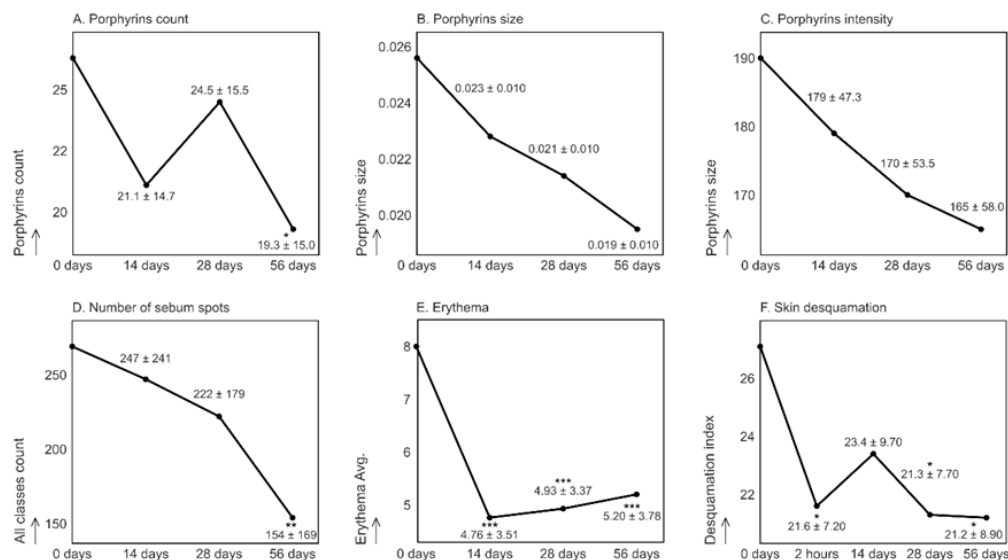 A. Porphyrins count
Porphyrins count
25
22
20
24.5 ± 15.5
21.1 ± 14.7
*
19.3 ± 15.0
0 days 14 days 28 days 56 days
B. Porphyrins size
Porphyrins size
0.026
0.024
0.022
0.020
0.023 ± 0.010
0.021 ± 0.010
0.019 ± 0.010
0 days 14 days 28 days 56 days
C. Porphyrins intensity
Porphyrins size
190
180
170
179 ± 47.3
170 ± 53.5
165 ± 58.0
0 days 14 days 28 days 56 days
D. Number of sebum spots
All classes count
250
200
150
247 ± 241
222 ± 179
**
154 ± 169
0 days 14 days 28 days 56 days
E. Erythema
Erythema Avg.
8
7
6
5
***
4.76 ± 3.51
***
4.93 ± 3.37
***
5.20 ± 3.78
0 days 14 days 28 days 56 days
F. Skin desquamation
Desquamation index
26
24
22
*
21.6 ± 7.20
23.4 ± 9.70
*
21.3 ± 7.70
*
21.2 ± 8.90
0 days 2 hours 14 days 28 days 56 days